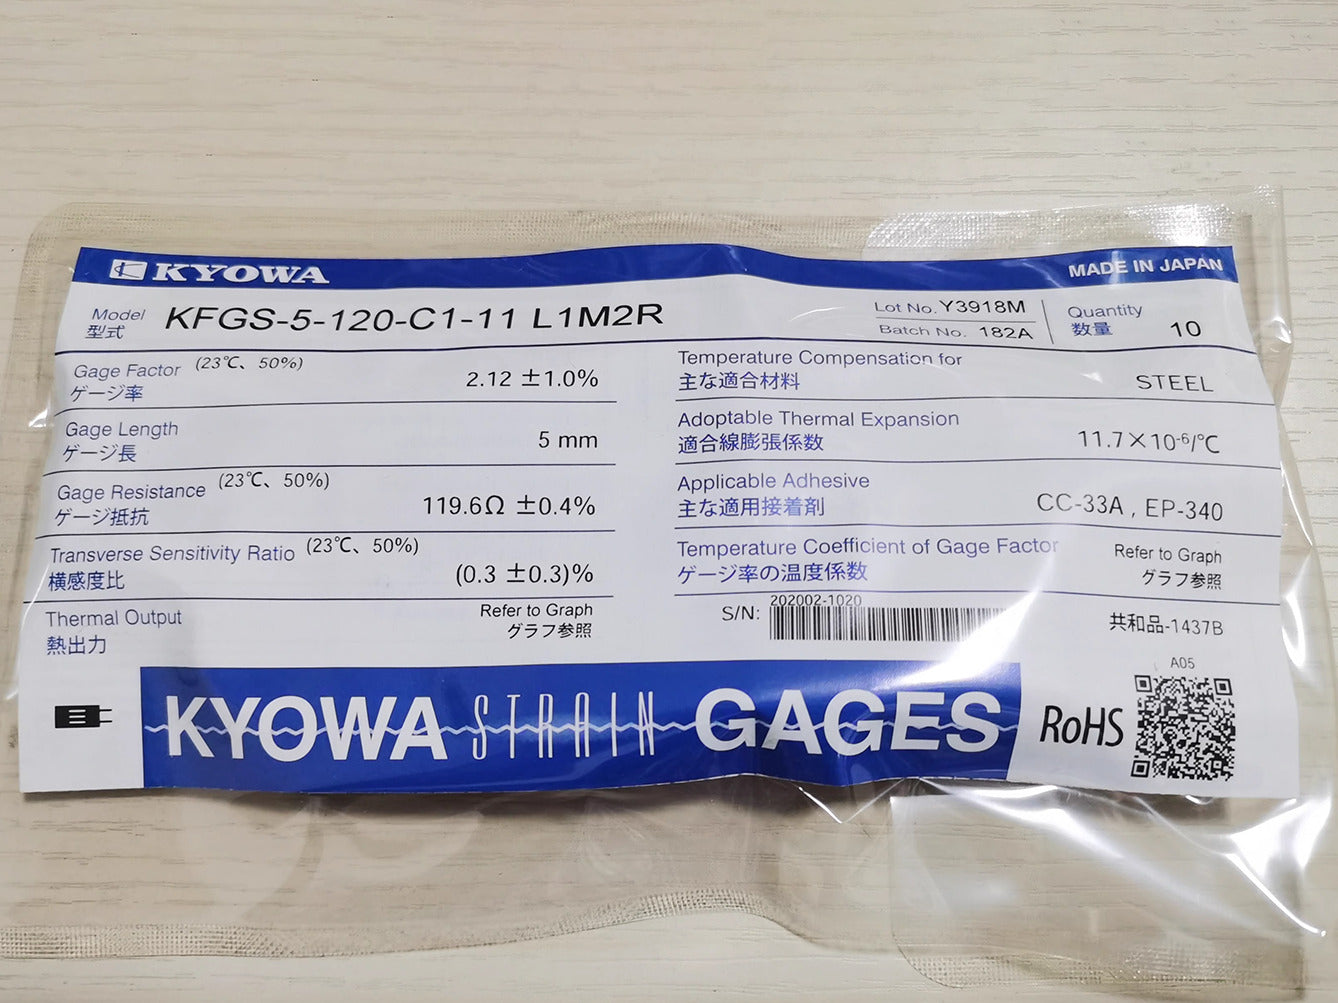 KYOWA
MADE IN JAPAN
Model KFGS-5-120-C1-11 L1M2R
型式
Lot No. Y3918M
Batch No. 182A
Quantity
数量 10
Gage Factor (23℃、50%)
ゲージ率 2.12 ±1.0%
Gage Length
ゲージ長 5 mm
Gage Resistance (23℃、50%)
ゲージ抵抗 119.6Ω ±0.4%
Transverse Sensitivity Ratio (23℃、50%)
横感度比 (0.3 ±0.3)%
Thermal Output Refer to Graph
熱出力 グラフ参照
Temperature Compensation for
主な適合材料 STEEL
Adoptable Thermal Expansion
適合線膨張係数 11.7×10-6/℃
Applicable Adhesive
主な適用接着剤 CC-33A , EP-340
Temperature Coefficient of Gage Factor Refer to Graph
ゲージ率の温度係数 グラフ参照
202002-1020
S/N:
共和品-1437B
A05
KYOWA STRAIN GAGES
RoHS